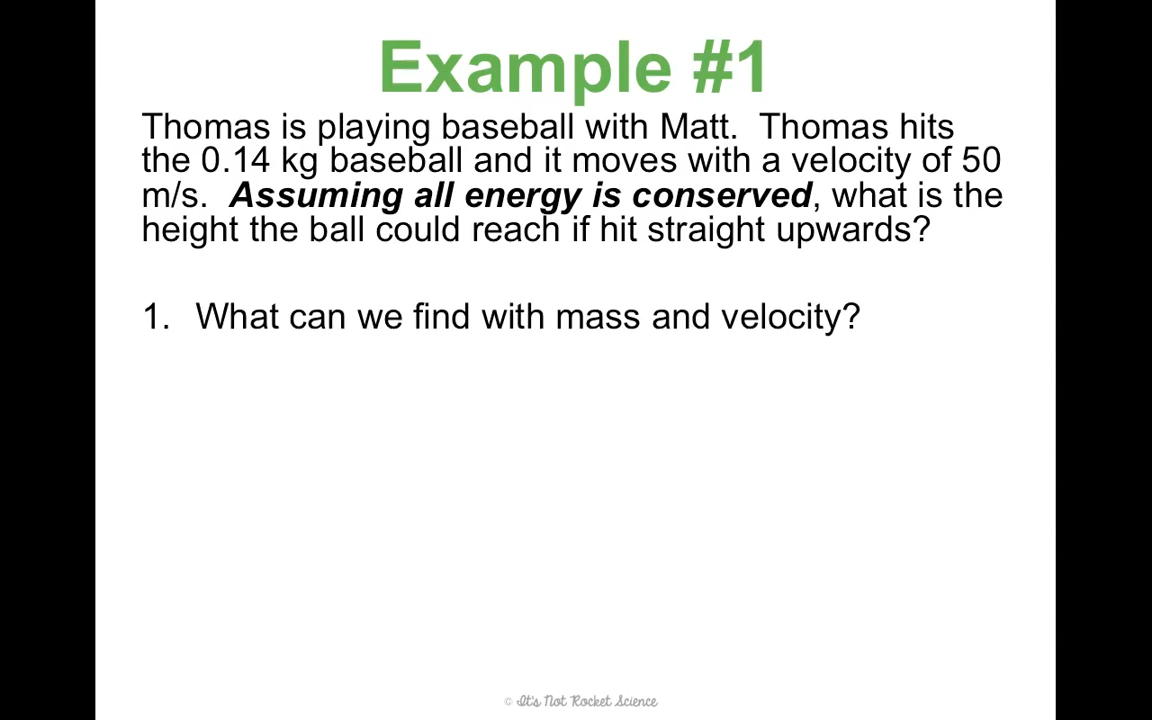 Example #1
Thomas is playing baseball with Matt.  Thomas hits
the 0.14 kg baseball and it moves with a velocity of 50
m/s.  Assuming all energy is conserved, what is the
height the ball could reach if hit straight upwards?
1. What can we find with mass and velocity?
© It's Not Rocket Science